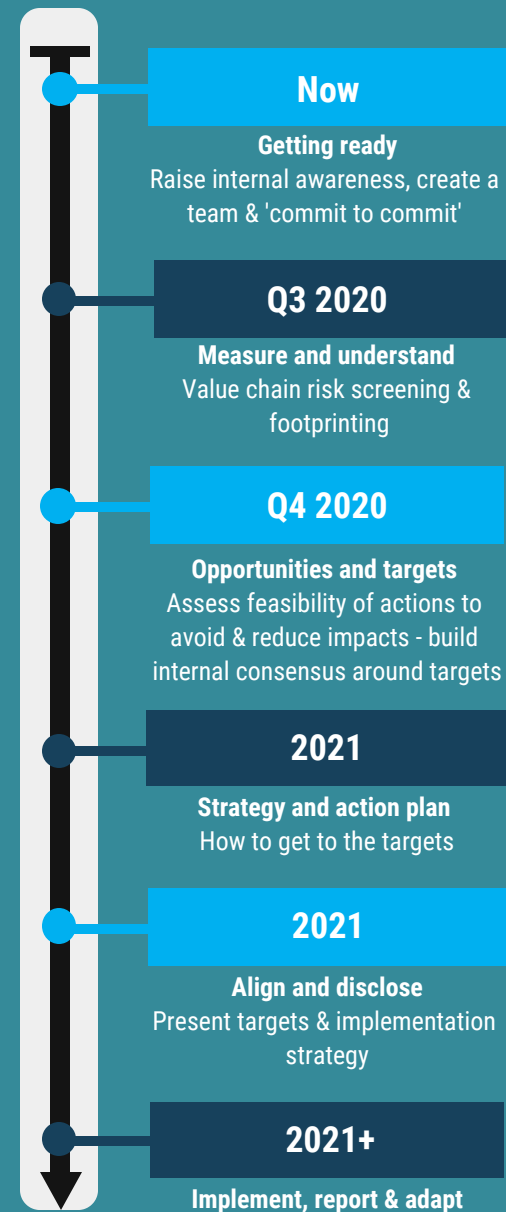 Now
Getting ready
Raise internal awareness, create a
team & 'commit to commit'
Q3 2020
Measure and understand
Value chain risk screening &
footprinting
Q4 2020
Opportunities and targets
Assess feasibility of actions to
avoid & reduce impacts - build
internal consensus around targets
2021
Strategy and action plan
How to get to the targets
2021
Align and disclose
Present targets & implementation
strategy
2021+
Implement, report & adapt